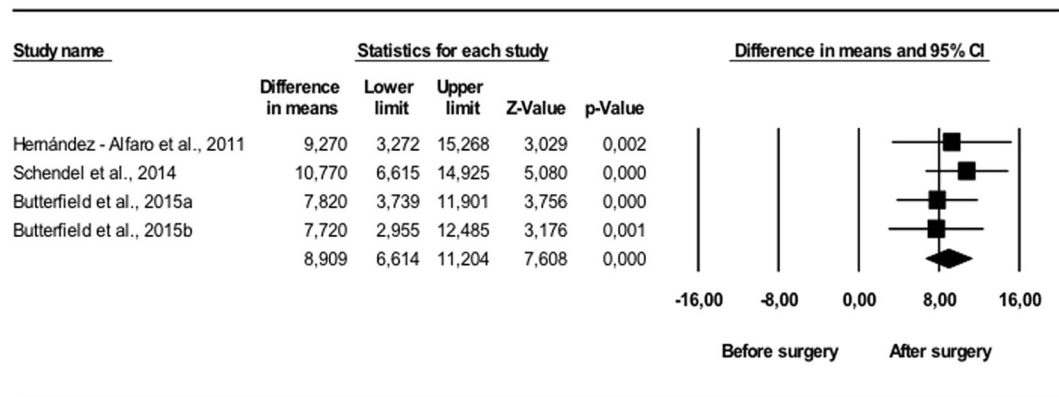 Study name Statistics for each study Difference in means and 95% CI
Difference in means Lower limit Upper limit Z-Value p-Value
Hernández - Alfaro et al., 2011 9,270 3,272 15,268 3,029 0,002
Schendel et al., 2014 10,770 6,615 14,925 5,080 0,000
Butterfield et al., 2015a 7,820 3,739 11,901 3,756 0,000
Butterfield et al., 2015b 7,720 2,955 12,485 3,176 0,001
8,909 6,614 11,204 7,608 0,000
-16,00 -8,00 0,00 8,00 16,00
Before surgery After surgery